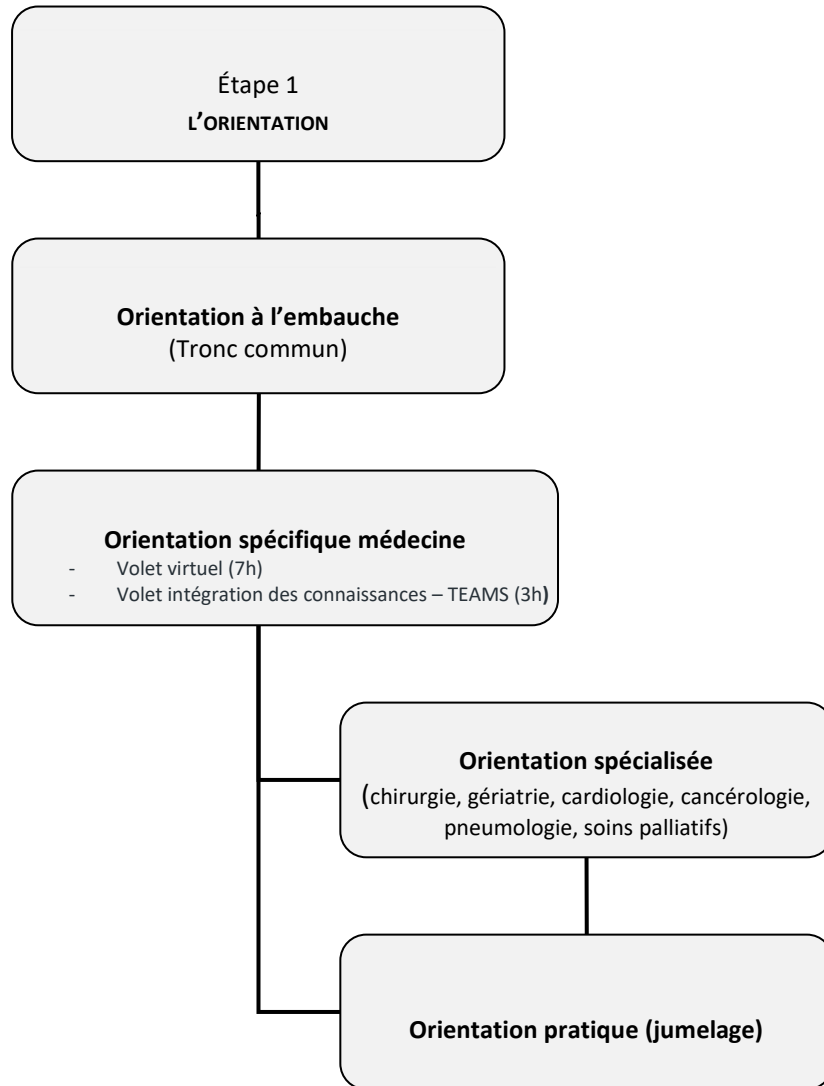 Étape 1
L'ORIENTATION
Orientation à l'embauche
(Tronc commun)
Orientation spécifique médecine
- Volet virtuel (7h)
- Volet intégration des connaissances – TEAMS (3h)
Orientation spécialisée
(chirurgie, gériatrie, cardiologie, cancérologie,
pneumologie, soins palliatifs)
Orientation pratique (jumelage)